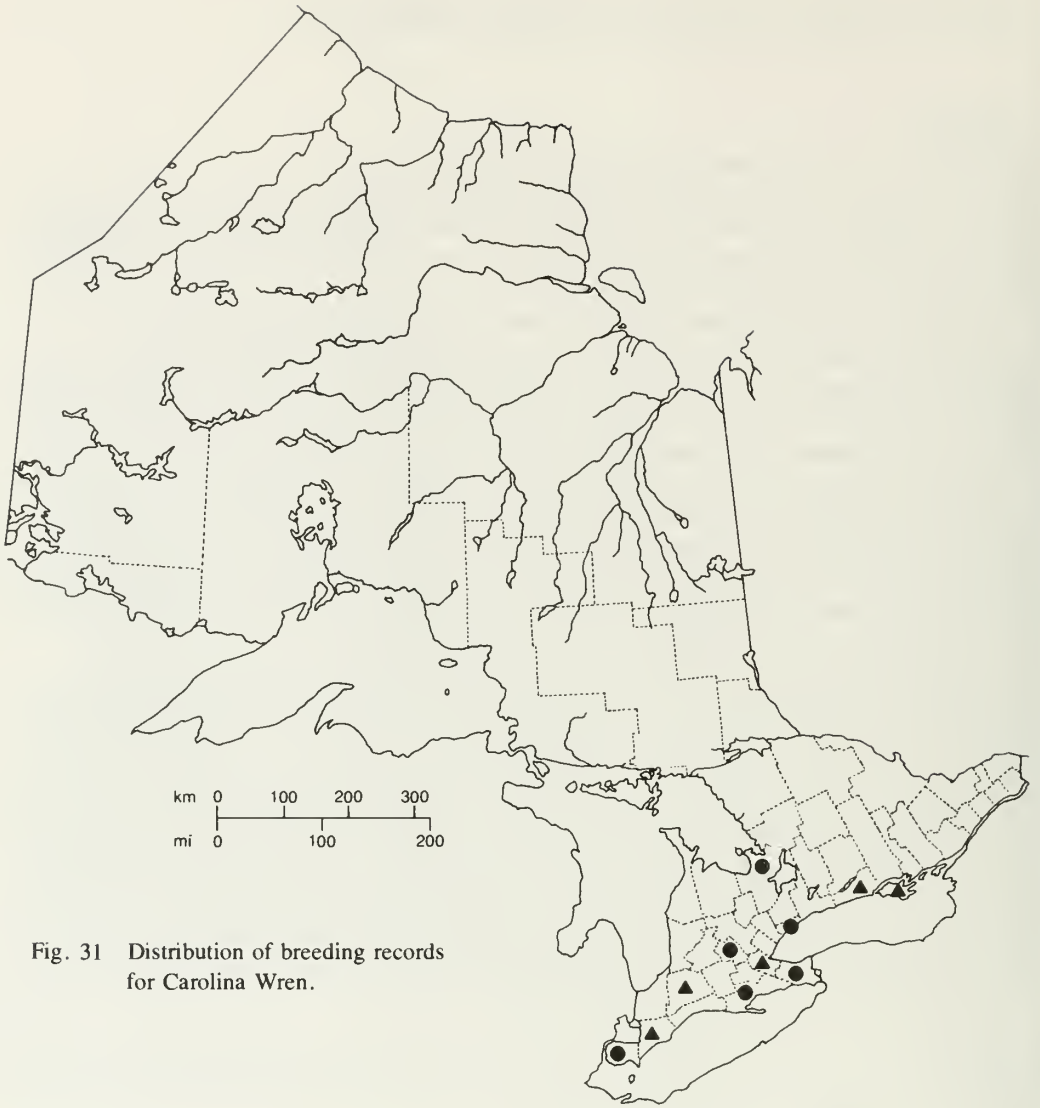 km 0 100 200 300
mi 0 100 200
Fig. 31 Distribution of breeding records
for Carolina Wren.